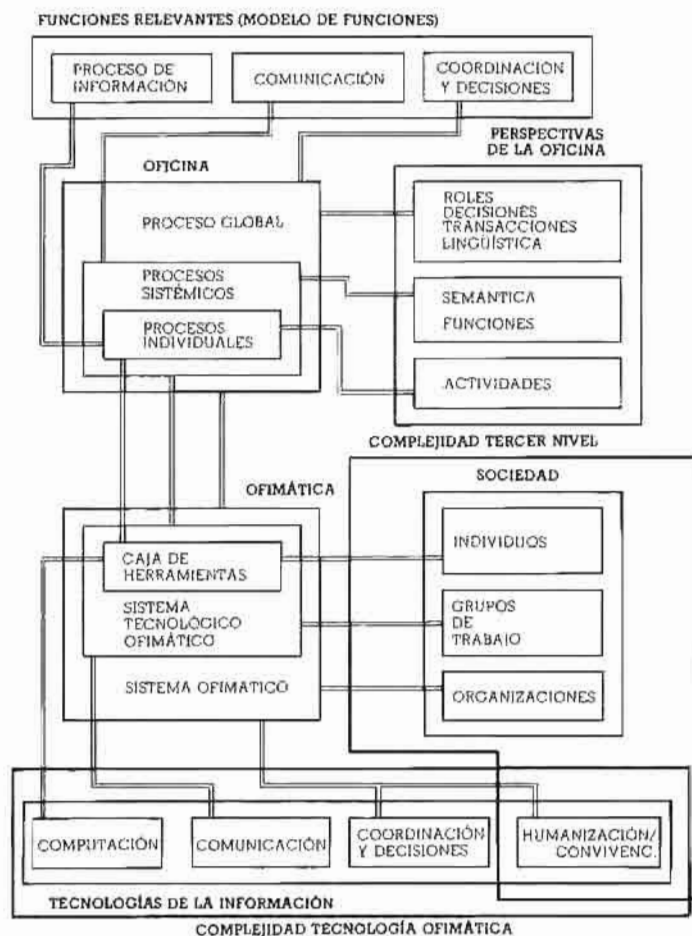 FUNCIONES RELEVANTES (MODELO DE FUNCIONES)
PROCESO DE
INFORMACIÓN
COMUNICACIÓN
COORDINACIÓN
Y DECISIONES
PERSPECTIVAS
DE LA OFICINA
OFICINA
PROCESO GLOBAL
ROLES
DECISIONES
TRANSACCIONES
LINGÜÍSTICA
PROCESOS
SISTÉMICOS
SEMÁNTICA
FUNCIONES
PROCESOS
INDIVIDUALES
ACTIVIDADES
COMPLEJIDAD TERCER NIVEL
OFIMÁTICA
SOCIEDAD
CAJA DE
HERRAMIENTAS
INDIVIDUOS
SISTEMA
TECNOLÓGICO
OFIMÁTICO
GRUPOS
DE
TRABAJO
SISTEMA OFIMATICO
ORGANIZACIONES
COMPUTACIÓN
COMUNICACIÓN
COORDINACIÓN
Y DECISIONES
HUMANIZACIÓN/
CONVIVENC.
TECNOLOGÍAS DE LA INFORMACIÓN
COMPLEJIDAD TECNOLOGÍA OFIMÁTICA